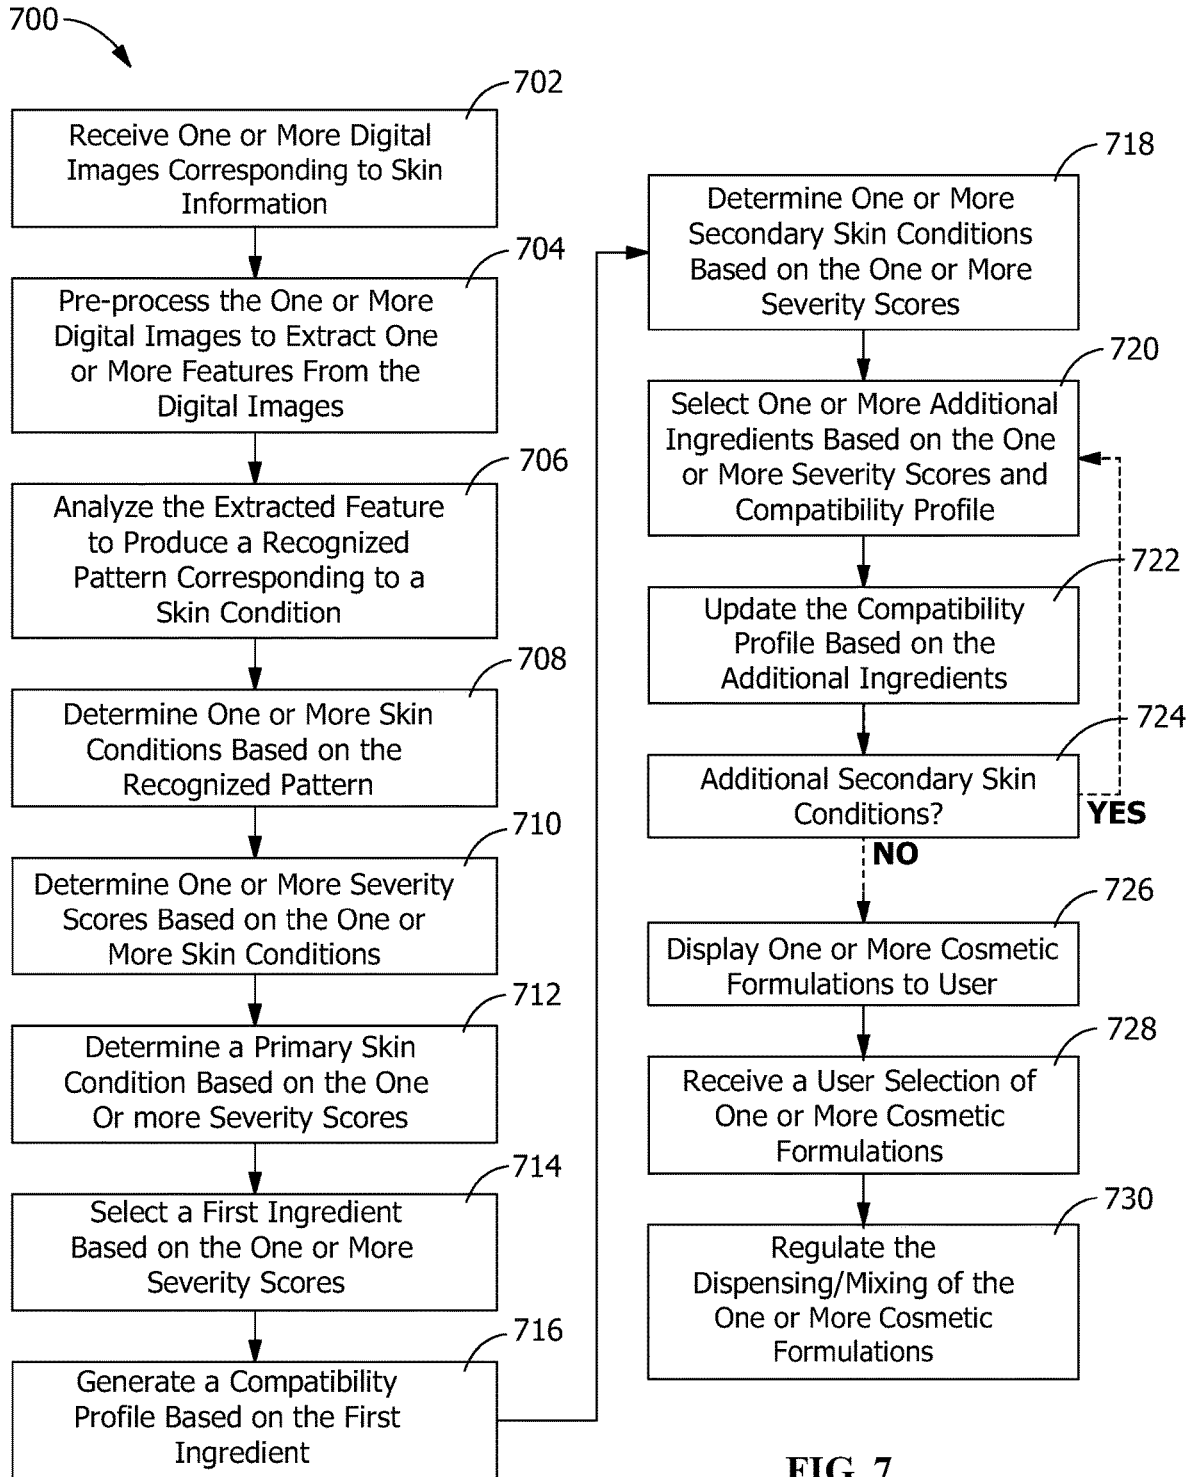 700
702
Receive One or More Digital
Images Corresponding to Skin
Information
704
Pre-process the One or More
Digital Images to Extract One
or More Features From the
Digital Images
706
Analyze the Extracted Feature
to Produce a Recognized
Pattern Corresponding to a
Skin Condition
708
Determine One or More Skin
Conditions Based on the
Recognized Pattern
710
Determine One or More Severity
Scores Based on the One or
More Skin Conditions
712
Determine a Primary Skin
Condition Based on the One
Or more Severity Scores
714
Select a First Ingredient
Based on the One or More
Severity Scores
716
Generate a Compatibility
Profile Based on the First
Ingredient
718
Determine One or More
Secondary Skin Conditions
Based on the One or More
Severity Scores
720
Select One or More Additional
Ingredients Based on the One
or More Severity Scores and
Compatibility Profile
722
Update the Compatibility
Profile Based on the
Additional Ingredients
724
Additional Secondary Skin
Conditions?
YES
NO
726
Display One or More Cosmetic
Formulations to User
728
Receive a User Selection of
One or More Cosmetic
Formulations
730
Regulate the
Dispensing/Mixing of the
One or More Cosmetic
Formulations
FIG. 7